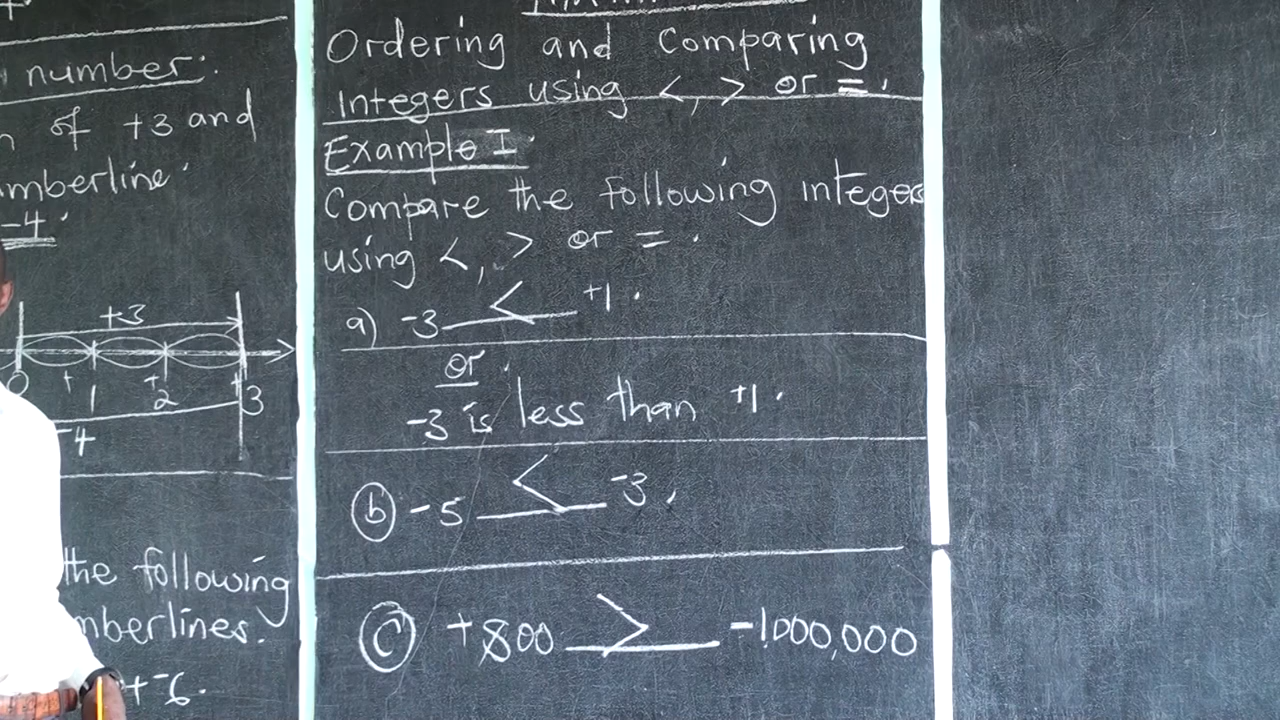 number:
of +3 and
-4.
+3
0 +1 +2 +3
-4
the following
+-6.
Ordering and Comparing
Integers using <, > or =.
Example I.
Compare the following integers
using <, > or =.
a) -3 < +1.
or.
-3 is less than +1.
b) -5 < -3.
c) +800 > -1000,000